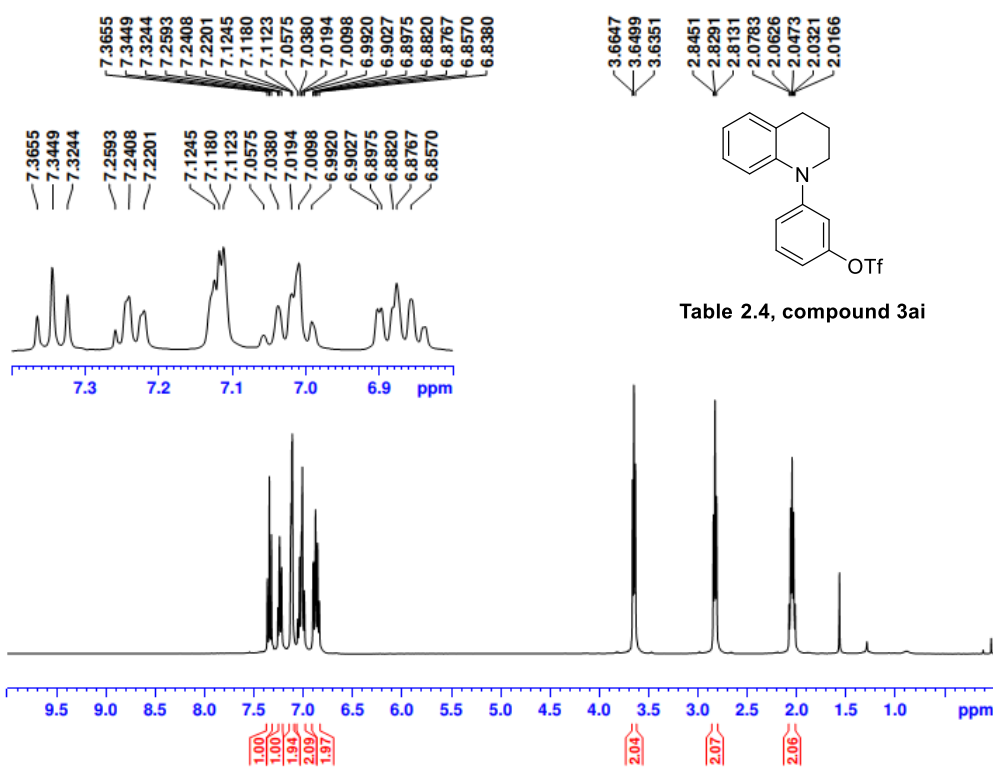 7.3655 7.3449 7.3244 7.2593 7.2408 7.2201 7.1245 7.1180 7.1123 7.0575 7.0380 7.0194 7.0098 6.9920 6.9027 6.8975 6.8820 6.8767 6.8570 6.8380
3.6647 3.6499 3.6351
2.8451 2.8291 2.8131 2.0783 2.0626 2.0473 2.0321 2.0166
7.3655 7.3449 7.3244 7.2593 7.2408 7.2201 7.1245 7.1180 7.1123 7.0575 7.0380 7.0194 7.0098 6.9920 6.9027 6.8975 6.8820 6.8767 6.8570
N
OTf
Table 2.4, compound 3ai
7.3 7.2 7.1 7.0 6.9 ppm
9.5 9.0 8.5 8.0 7.5 7.0 6.5 6.0 5.5 5.0 4.5 4.0 3.5 3.0 2.5 2.0 1.5 1.0 ppm
1.00 1.00 1.94 2.09 1.97 2.04 2.07 2.06